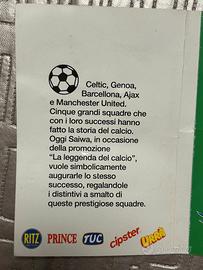 Celtic, Genoa,
Barcellona, Ajax
e Manchester United.
Cinque grandi squadre che
con i loro successi hanno
fatto la storia del calcio.
Oggi Saiwa, in occasione
della promozione
"La leggenda del calcio",
vuole simbolicamente
augurarle lo stesso
successo, regalandole
i distintivi a smalto di
queste prestigiose squadre.
RITZ PRINCE TUC cipster Urrà